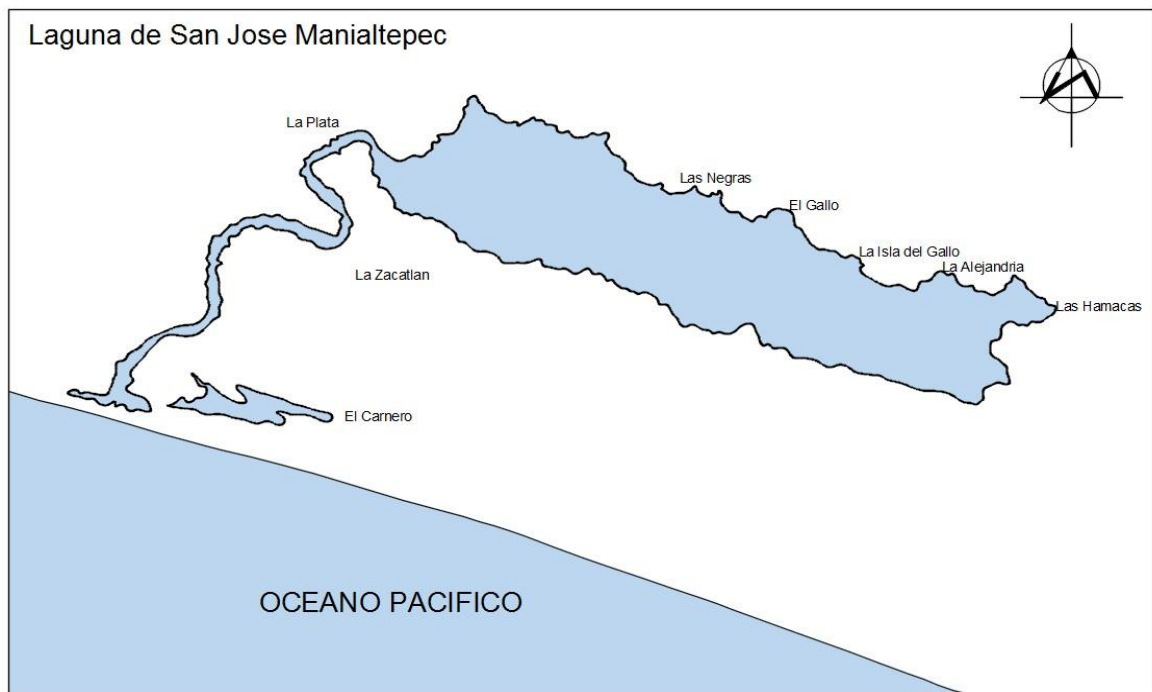 Laguna de San Jose Manialtepec
La Plata
Las Negras
El Gallo
La Isla del Gallo
La Alejandria
La Zacatlan
Las Hamacas
El Carnero
OCEANO PACIFICO